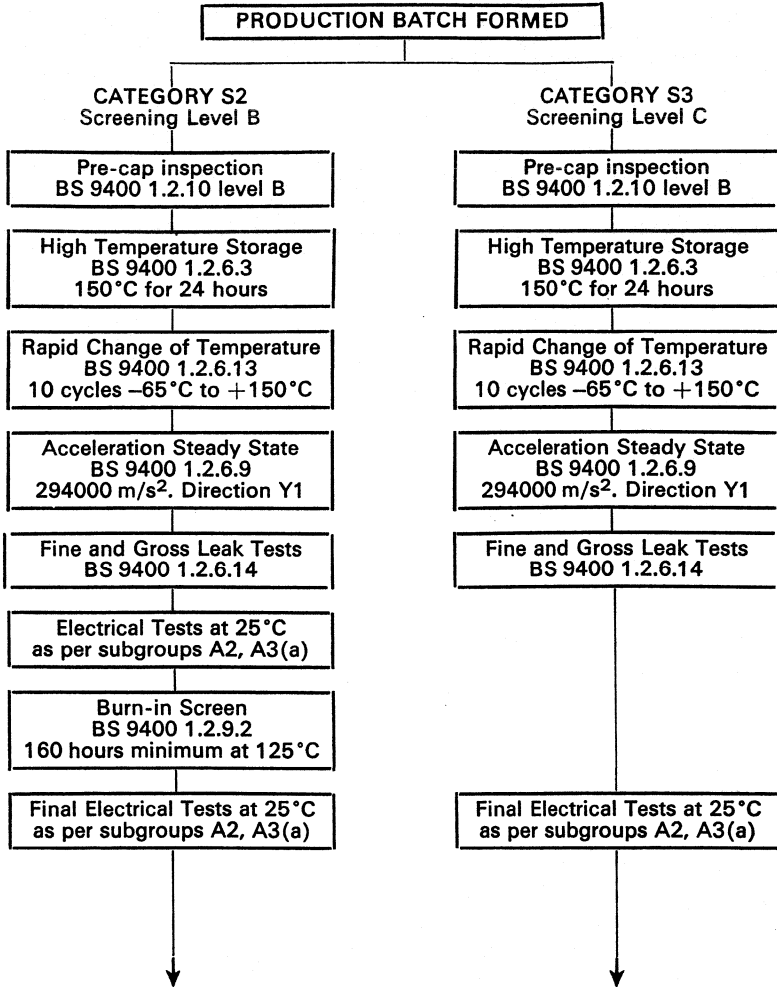 PRODUCTION BATCH FORMED
CATEGORY S2
Screening Level B
Pre-cap inspection
BS 9400 1.2.10 level B
High Temperature Storage
BS 9400 1.2.6.3
150°C for 24 hours
Rapid Change of Temperature
BS 9400 1.2.6.13
10 cycles –65°C to +150°C
Acceleration Steady State
BS 9400 1.2.6.9
294000 m/s². Direction Y1
Fine and Gross Leak Tests
BS 9400 1.2.6.14
Electrical Tests at 25°C
as per subgroups A2, A3(a)
Burn-in Screen
BS 9400 1.2.9.2
160 hours minimum at 125°C
Final Electrical Tests at 25°C
as per subgroups A2, A3(a)
CATEGORY S3
Screening Level C
Pre-cap inspection
BS 9400 1.2.10 level B
High Temperature Storage
BS 9400 1.2.6.3
150°C for 24 hours
Rapid Change of Temperature
BS 9400 1.2.6.13
10 cycles –65°C to +150°C
Acceleration Steady State
BS 9400 1.2.6.9
294000 m/s². Direction Y1
Fine and Gross Leak Tests
BS 9400 1.2.6.14
Final Electrical Tests at 25°C
as per subgroups A2, A3(a)